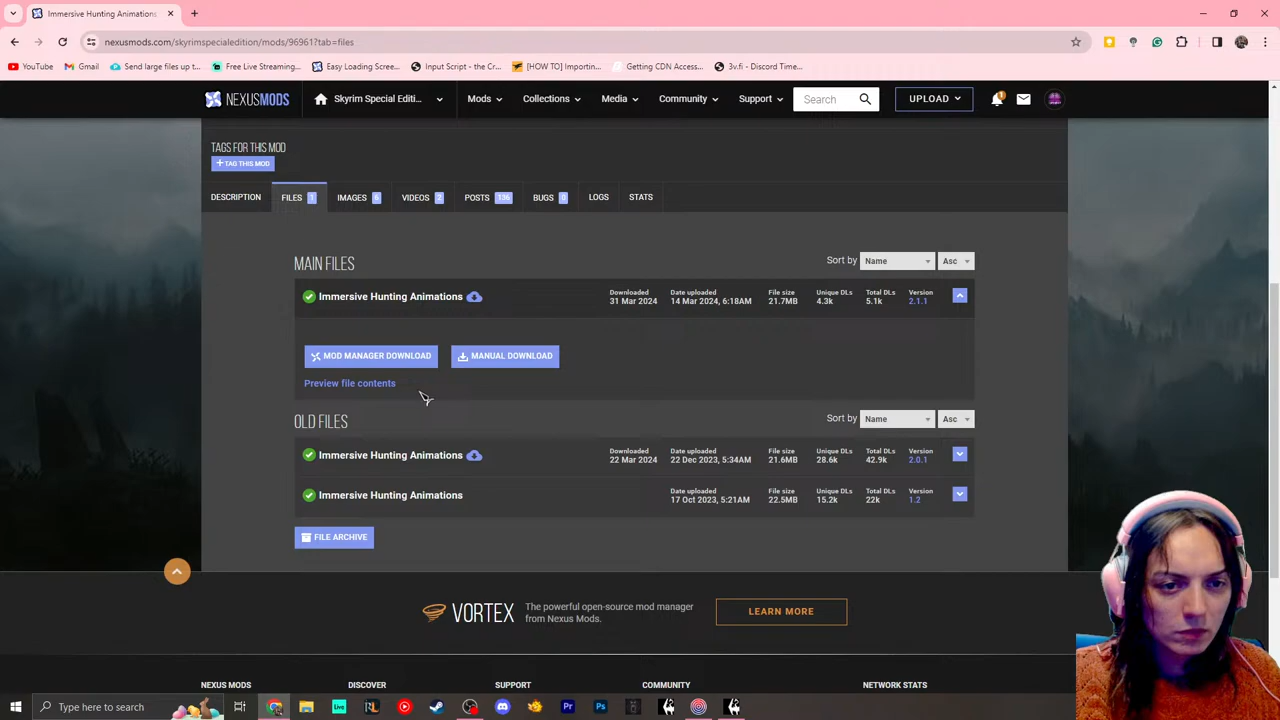 Immersive Hunting Animations
nexusmods.com/skyrimspecialedition/mods/96961?tab=files
YouTube Gmail Send large files up t... Free Live Streaming... Easy Loading Scree... Input Script - the Cr... [HOW TO] Importin... Getting CDN Access... 3v.fi - Discord Time...
NEXUSMODS Skyrim Special Editi... Mods Collections Media Community Support Search UPLOAD
TAGS FOR THIS MOD
+ TAG THIS MOD
DESCRIPTION FILES 1 IMAGES 6 VIDEOS 2 POSTS 136 BUGS 0 LOGS STATS
MAIN FILES Sort by Name Asc
Immersive Hunting Animations
Downloaded Date uploaded File size Unique DLs Total DLs Version
31 Mar 2024 14 Mar 2024, 6:18AM 21.7MB 4.3k 5.1k 2.1.1
MOD MANAGER DOWNLOAD MANUAL DOWNLOAD
Preview file contents
OLD FILES Sort by Name Asc
Immersive Hunting Animations
Downloaded Date uploaded File size Unique DLs Total DLs Version
22 Mar 2024 22 Dec 2023, 5:34AM 21.6MB 28.6k 42.9k 2.0.1
Immersive Hunting Animations
Date uploaded File size Unique DLs Total DLs Version
17 Oct 2023, 5:21AM 22.5MB 15.2k 22k 1.2
FILE ARCHIVE
VORTEX
The powerful open-source mod manager
from Nexus Mods.
LEARN MORE
NEXUS MODS DISCOVER SUPPORT COMMUNITY NETWORK STATS
Type here to search
Live
Pr
Ps